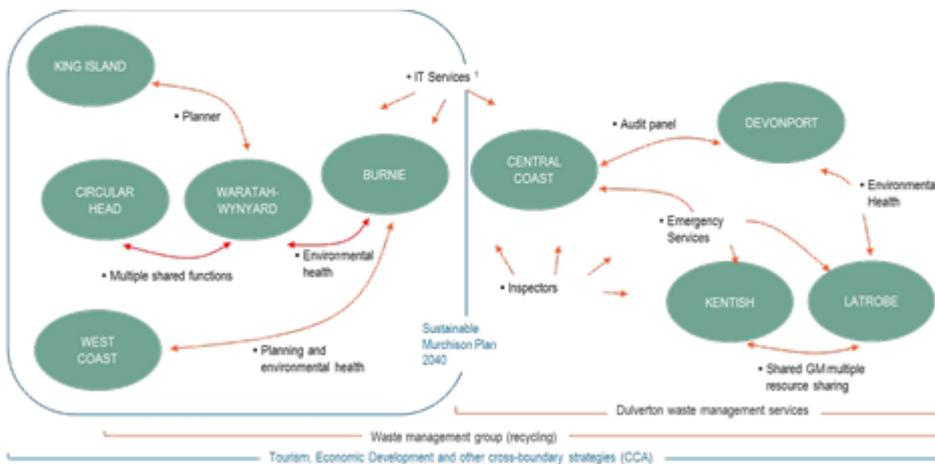 KING ISLAND
• IT Services ¹
• Planner
• Audit panel
DEVONPORT
CIRCULAR
HEAD
WARATAH-
WYNYARD
BURNIE
CENTRAL
COAST
• Environmental
Health
• Emergency
Services
• Multiple shared functions
• Environmental
health
• Inspectors
KENTISH
LATROBE
WEST
COAST
• Planning and
environmental health
Sustainable
Murchison Plan
2040
• Shared GM multiple
resource sharing
Dulverton waste management services
Waste management group (recycling)
Tourism, Economic Development and other cross-boundary strategies (CCA)